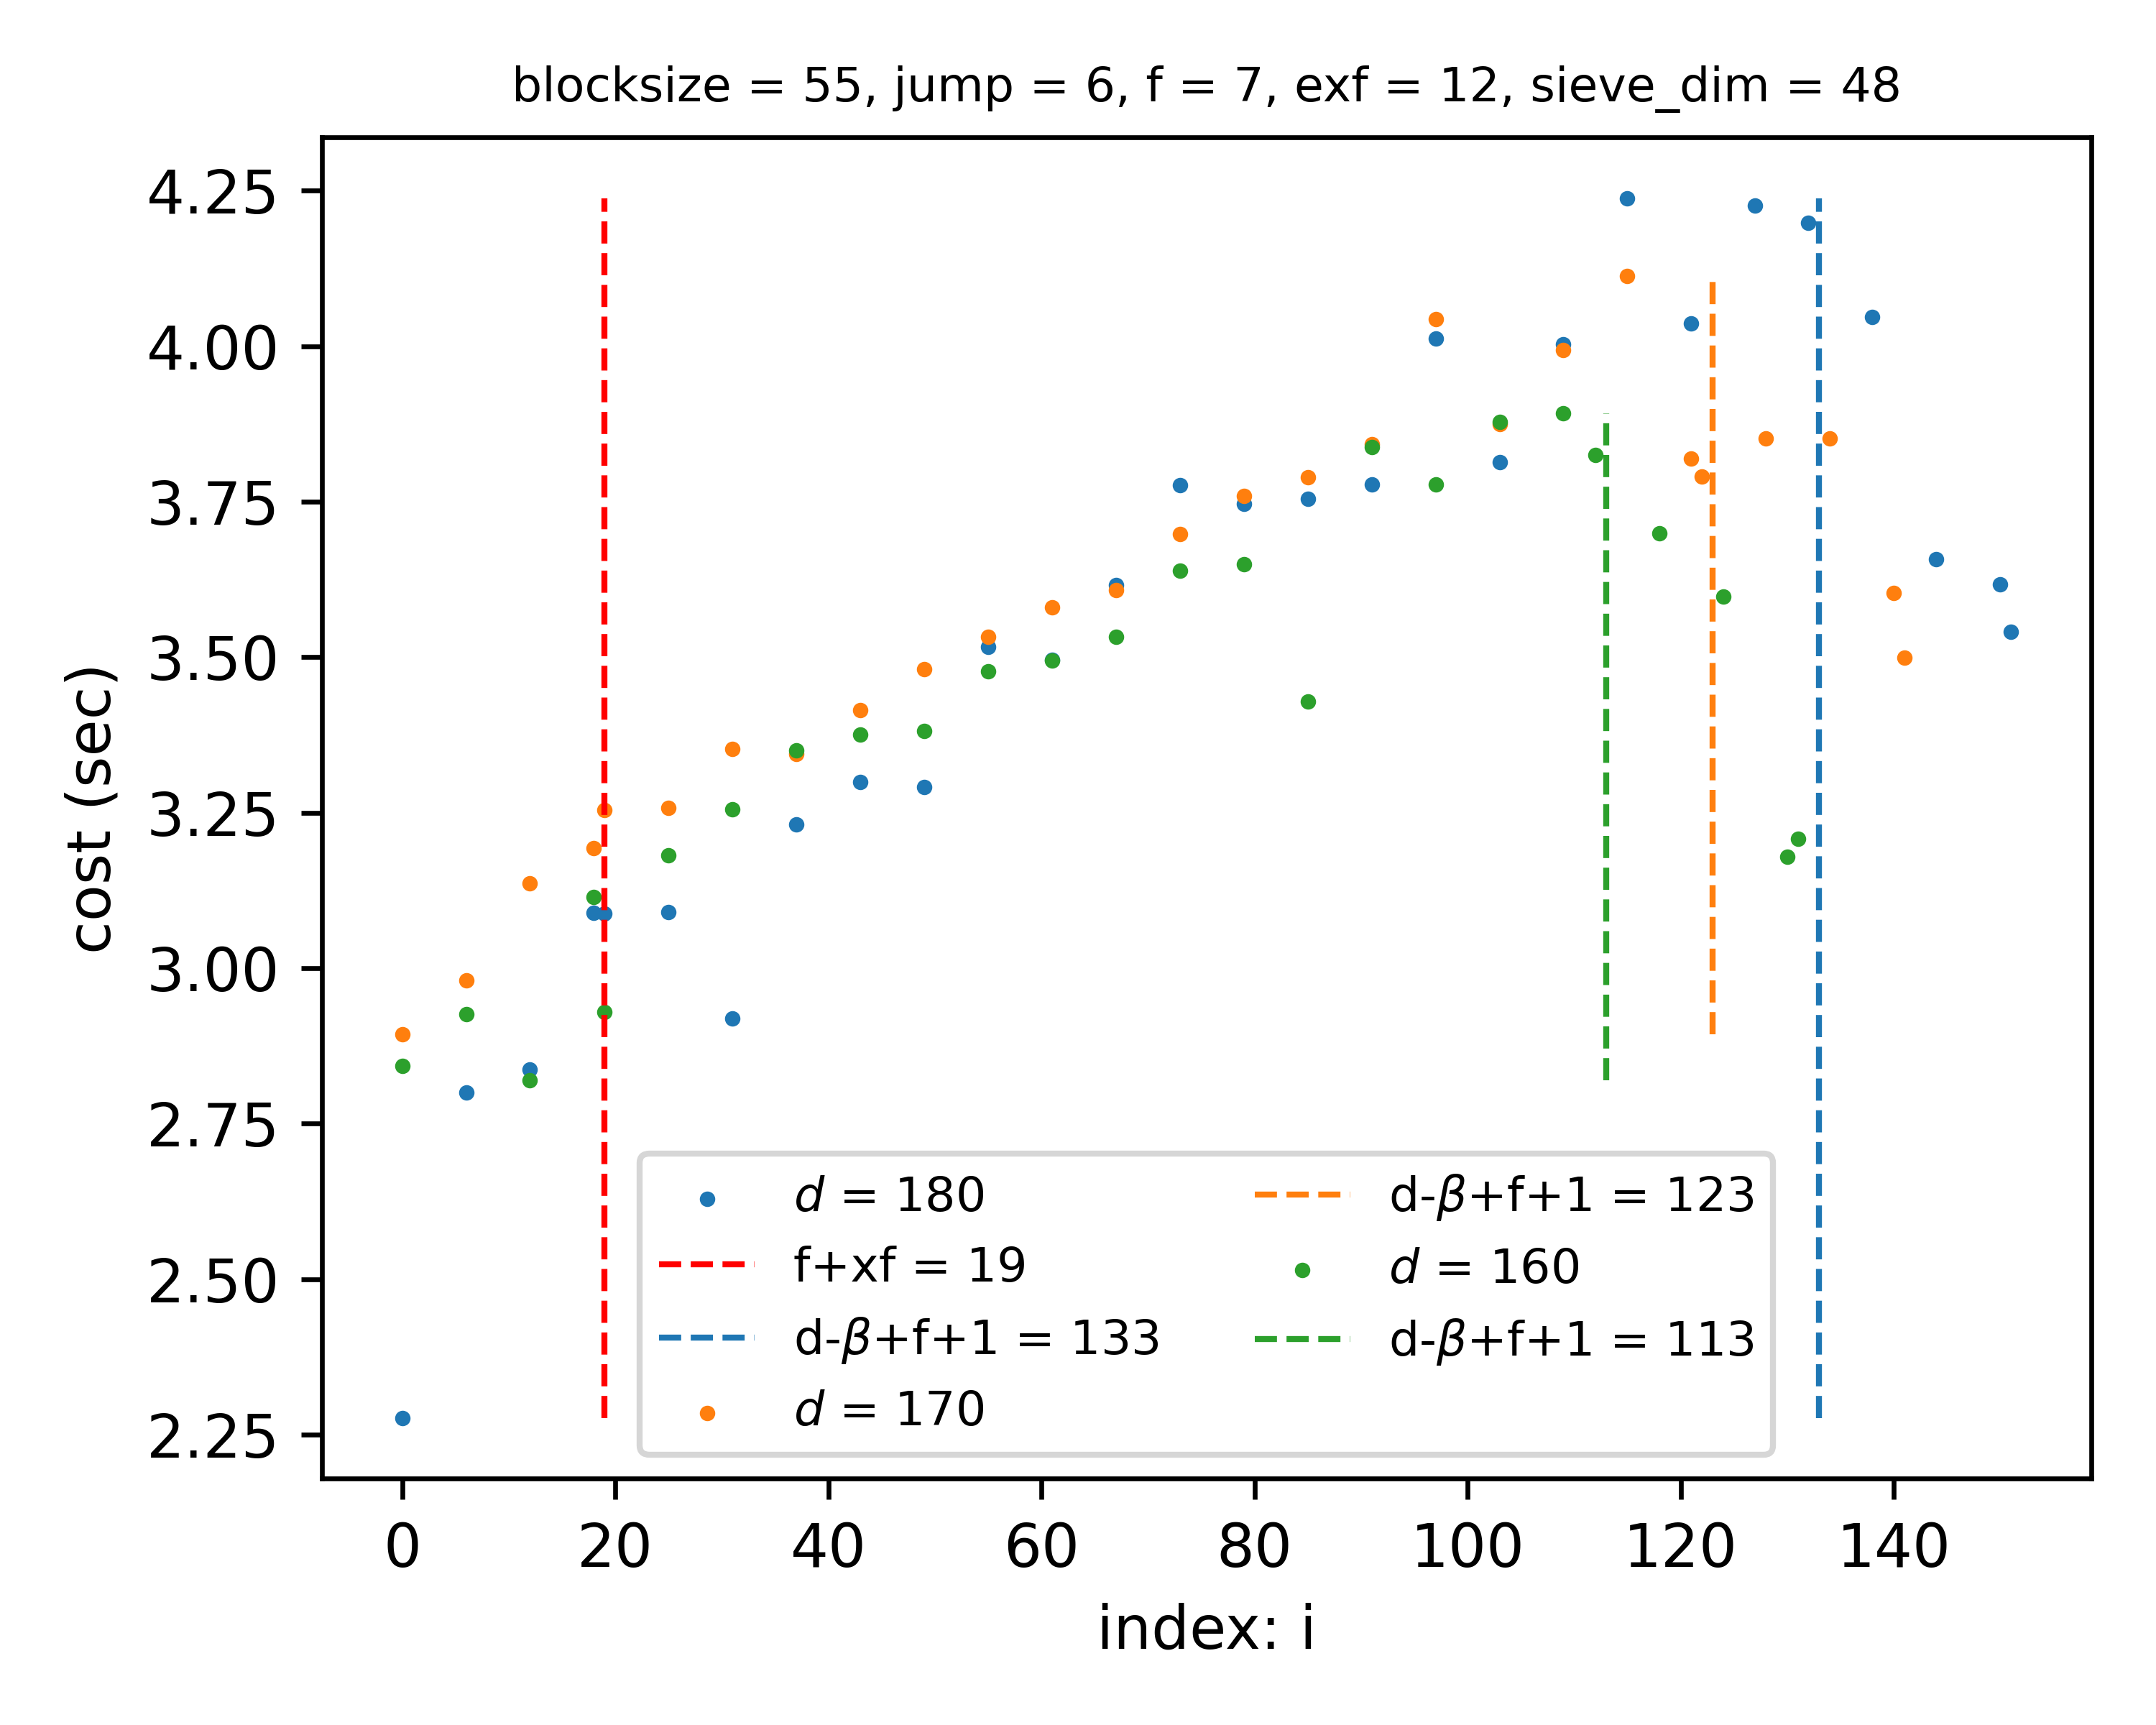 blocksize = 55, jump = 6, f = 7, exf = 12, sieve_dim = 48
cost (sec)
4.25
4.00
3.75
3.50
3.25
3.00
2.75
2.50
2.25
d = 180
f+xf = 19
d-β+f+1 = 133
d = 170
d-β+f+1 = 123
d = 160
d-β+f+1 = 113
0 20 40 60 80 100 120 140
index: i